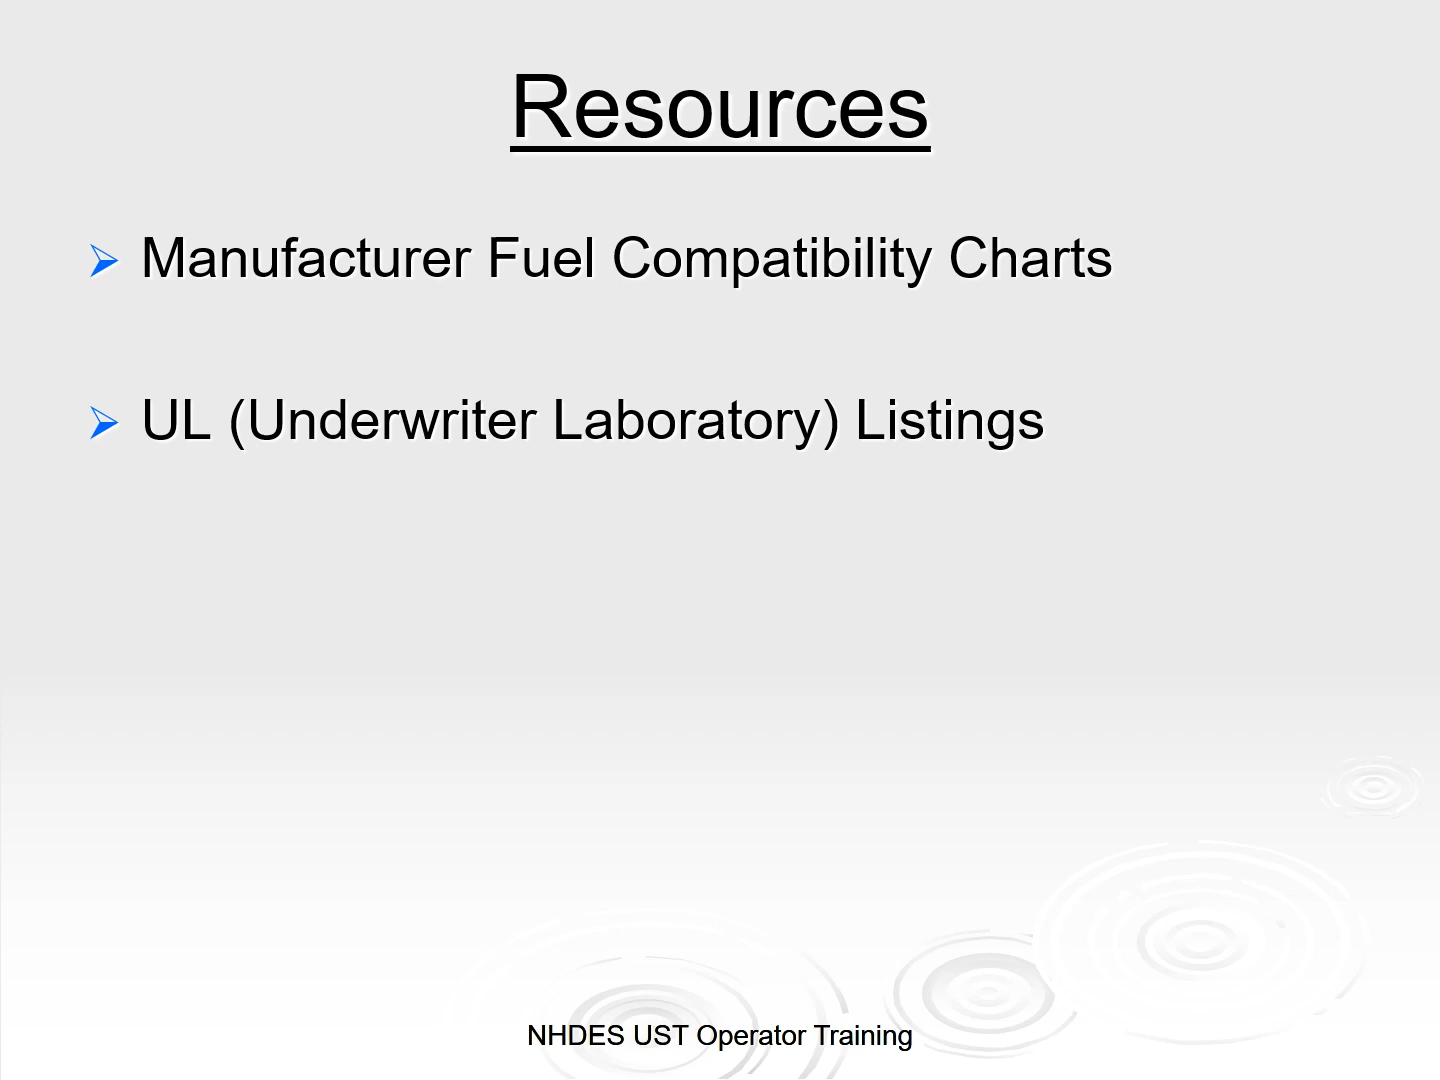 Resources
Manufacturer Fuel Compatibility Charts
UL (Underwriter Laboratory) Listings
NHDES UST Operator Training